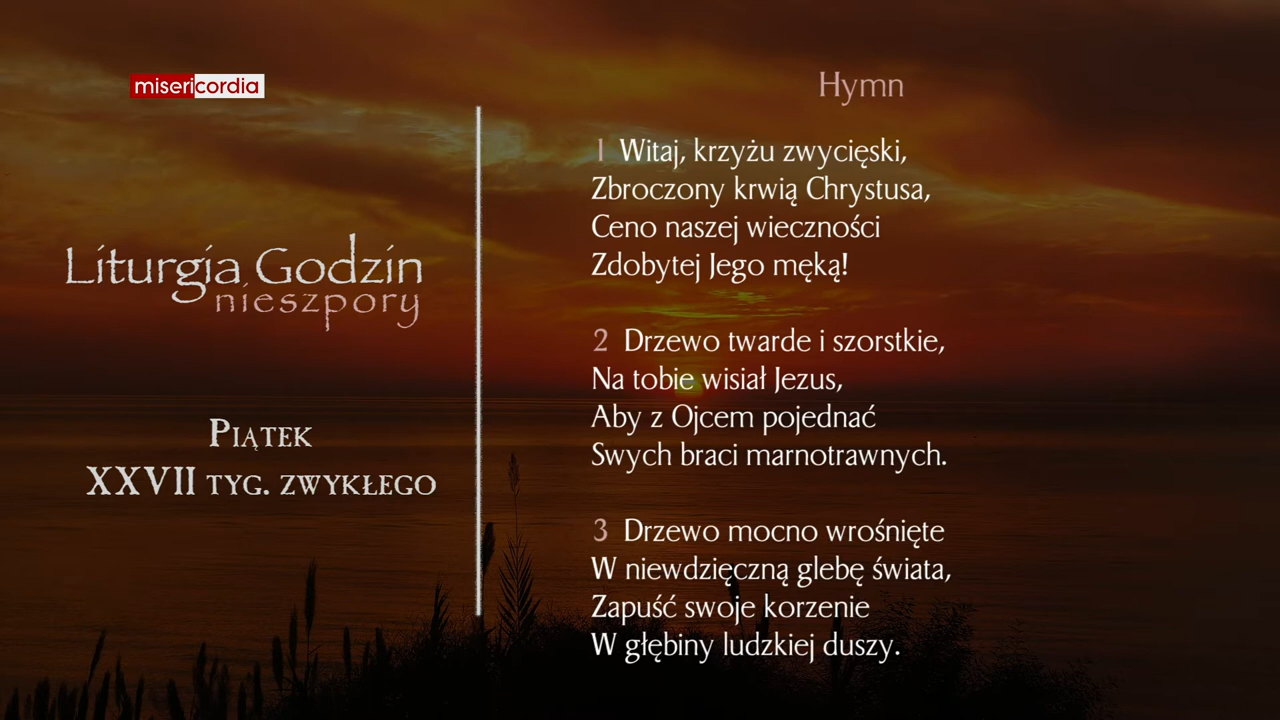 misericordia
Liturgia Godzin
nieszpory
Piątek
XXVII tyg. zwykłego
Hymn
1 Witaj, krzyżu zwycięski,
Zbroczony krwią Chrystusa,
Ceno naszej wieczności
Zdobytej Jego męką!
2 Drzewo twarde i szorstkie,
Na tobie wisiał Jezus,
Aby z Ojcem pojednać
Swych braci marnotrawnych.
3 Drzewo mocno wrośnięte
W niewdzięczną glebę świata,
Zapuść swoje korzenie
W głębiny ludzkiej duszy.